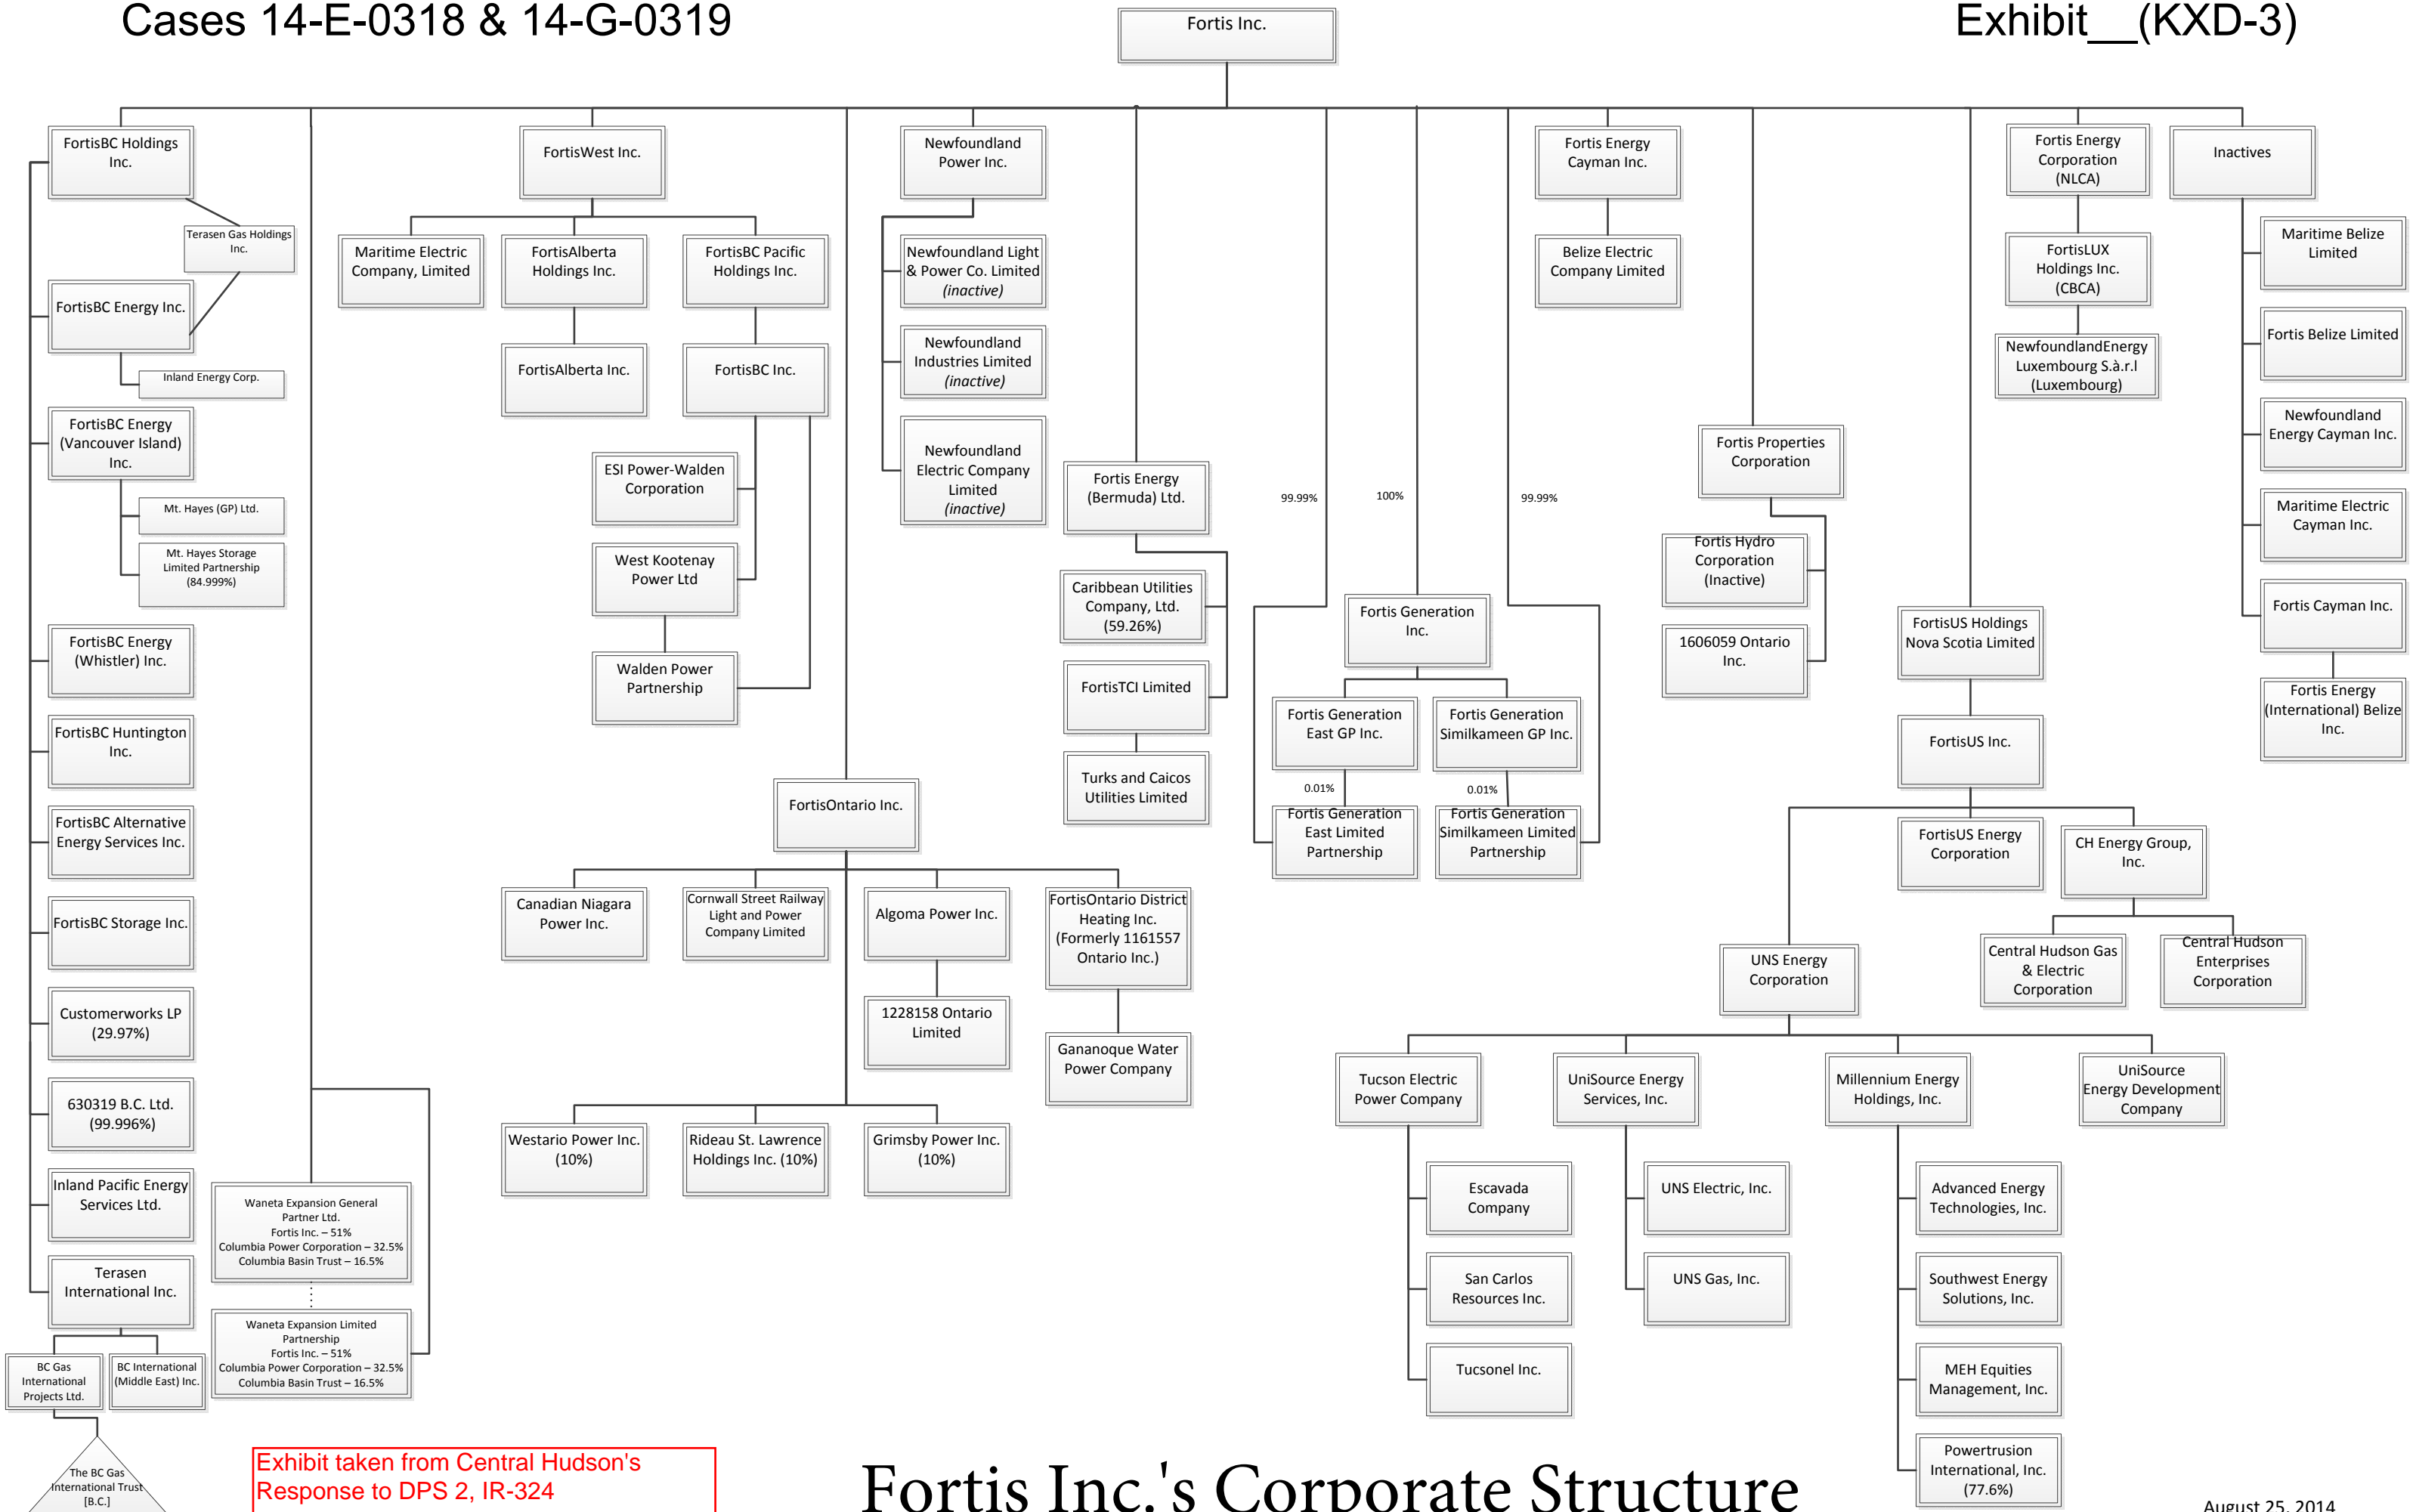 Cases 14-E-0318 & 14-G-0319
Exhibit__(KXD-3)
Fortis Inc.
FortisBC Holdings
Inc.
Terasen Gas Holdings
Inc.
FortisBC Energy Inc.
Inland Energy Corp.
FortisBC Energy
(Vancouver Island)
Inc.
Mt. Hayes (GP) Ltd.
Mt. Hayes Storage
Limited Partnership
(84.999%)
FortisBC Energy
(Whistler) Inc.
FortisBC Huntington
Inc.
FortisBC Alternative
Energy Services Inc.
FortisBC Storage Inc.
Customerworks LP
(29.97%)
630319 B.C. Ltd.
(99.996%)
Inland Pacific Energy
Services Ltd.
Terasen
International Inc.
BC Gas
International
Projects Ltd.
BC International
(Middle East) Inc.
The BC Gas
International Trust
[B.C.]
Waneta Expansion General
Partner Ltd.
Fortis Inc. – 51%
Columbia Power Corporation – 32.5%
Columbia Basin Trust – 16.5%
Waneta Expansion Limited
Partnership
Fortis Inc. – 51%
Columbia Power Corporation – 32.5%
Columbia Basin Trust – 16.5%
FortisWest Inc.
Maritime Electric
Company, Limited
FortisAlberta
Holdings Inc.
FortisAlberta Inc.
FortisBC Pacific
Holdings Inc.
FortisBC Inc.
ESI Power-Walden
Corporation
West Kootenay
Power Ltd
Walden Power
Partnership
FortisOntario Inc.
Canadian Niagara
Power Inc.
Cornwall Street Railway
Light and Power
Company Limited
Algoma Power Inc.
1228158 Ontario
Limited
FortisOntario District
Heating Inc.
(Formerly 1161557
Ontario Inc.)
Gananoque Water
Power Company
Westario Power Inc.
(10%)
Rideau St. Lawrence
Holdings Inc. (10%)
Grimsby Power Inc.
(10%)
Newfoundland
Power Inc.
Newfoundland Light
& Power Co. Limited
(inactive)
Newfoundland
Industries Limited
(inactive)
Newfoundland
Electric Company
Limited
(inactive)
Fortis Energy
(Bermuda) Ltd.
Caribbean Utilities
Company, Ltd.
(59.26%)
FortisTCI Limited
Turks and Caicos
Utilities Limited
99.99%
100%
99.99%
Fortis Generation
Inc.
Fortis Generation
East GP Inc.
Fortis Generation
Similkameen GP Inc.
0.01%
0.01%
Fortis Generation
East Limited
Partnership
Fortis Generation
Similkameen Limited
Partnership
Fortis Energy
Cayman Inc.
Belize Electric
Company Limited
Fortis Properties
Corporation
Fortis Hydro
Corporation
(Inactive)
1606059 Ontario
Inc.
FortisUS Holdings
Nova Scotia Limited
FortisUS Inc.
FortisUS Energy
Corporation
CH Energy Group,
Inc.
Central Hudson Gas
& Electric
Corporation
Central Hudson
Enterprises
Corporation
UNS Energy
Corporation
Tucson Electric
Power Company
Escavada
Company
San Carlos
Resources Inc.
Tucsonel Inc.
UniSource Energy
Services, Inc.
UNS Electric, Inc.
UNS Gas, Inc.
Millennium Energy
Holdings, Inc.
Advanced Energy
Technologies, Inc.
Southwest Energy
Solutions, Inc.
MEH Equities
Management, Inc.
Powertrusion
International, Inc.
(77.6%)
UniSource
Energy Development
Company
Fortis Energy
Corporation
(NLCA)
FortisLUX
Holdings Inc.
(CBCA)
NewfoundlandEnergy
Luxembourg S.à.r.l
(Luxembourg)
Inactives
Maritime Belize
Limited
Fortis Belize Limited
Newfoundland
Energy Cayman Inc.
Maritime Electric
Cayman Inc.
Fortis Cayman Inc.
Fortis Energy
(International) Belize
Inc.
Exhibit taken from Central Hudson's
Response to DPS 2, IR-324
Fortis Inc.'s Corporate Structure
August 25, 2014